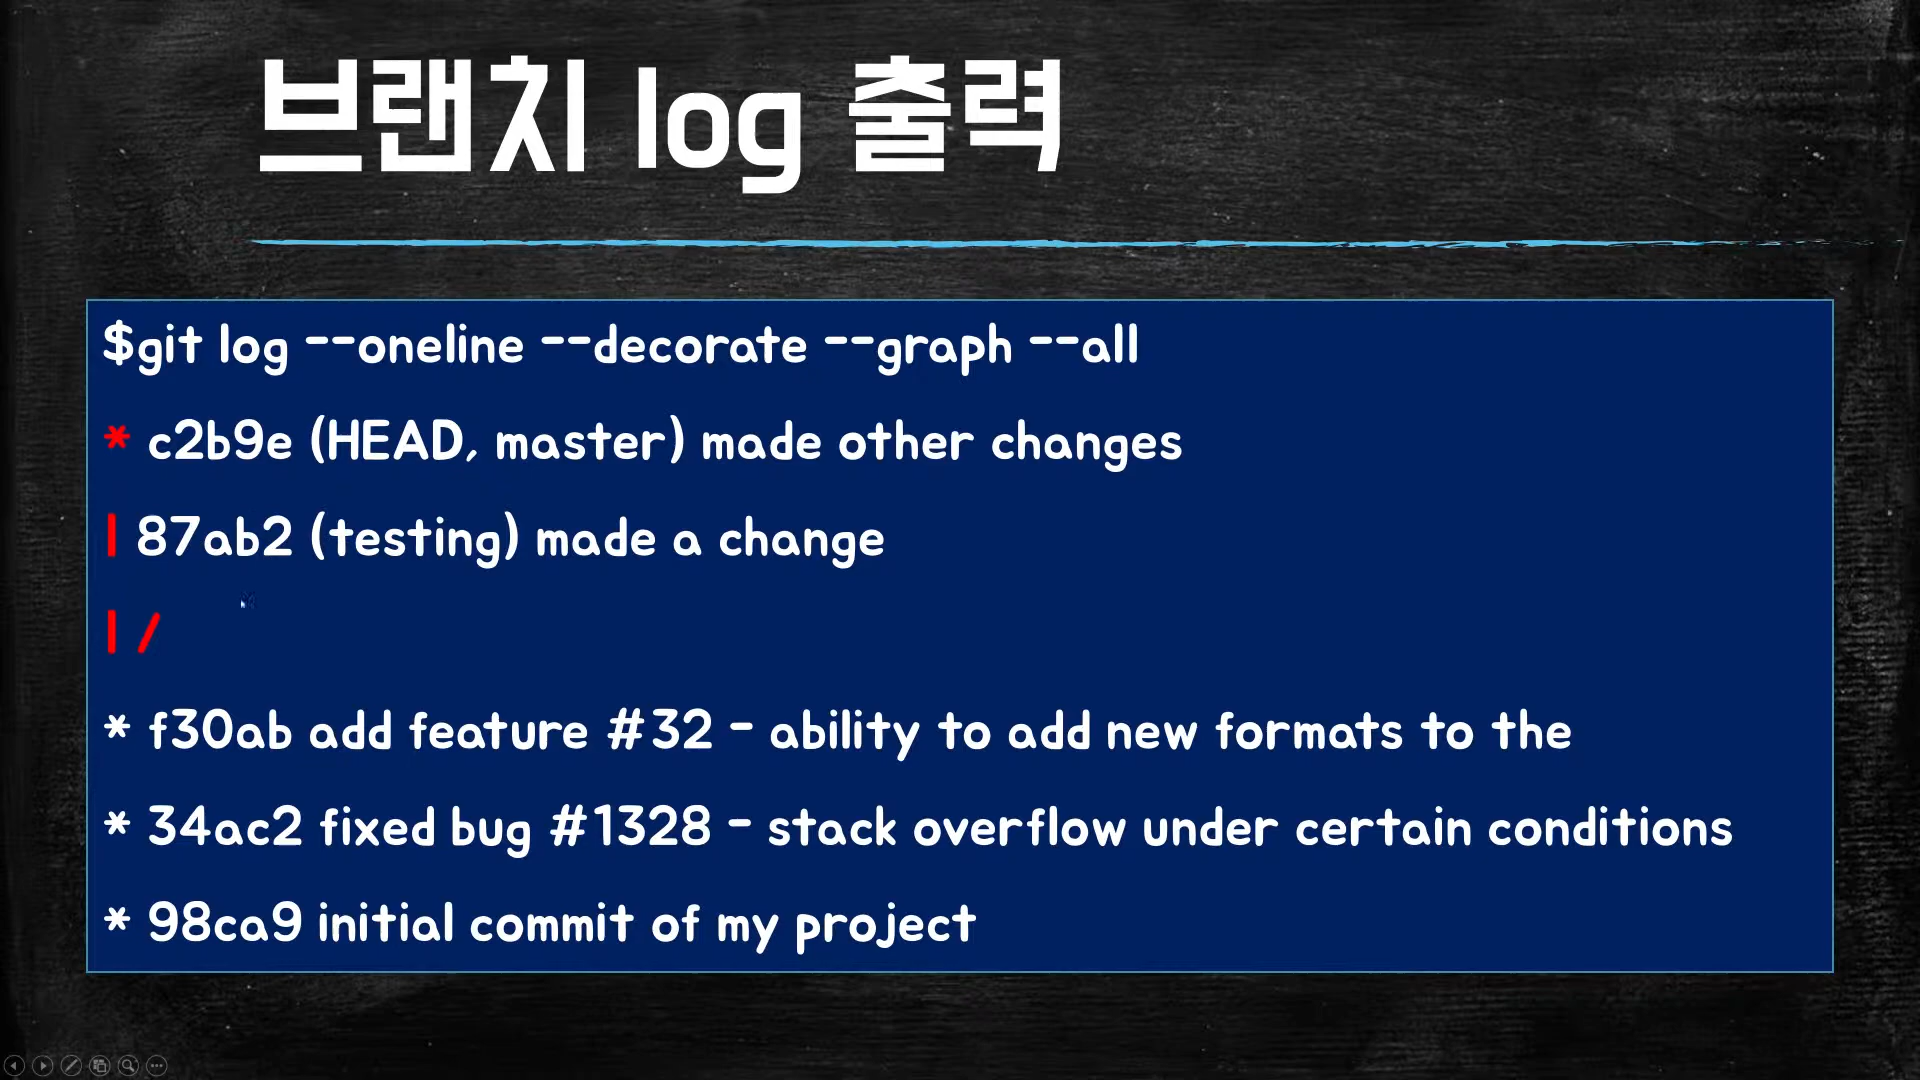 브랜치 log 출력
$git log --oneline --decorate --graph --all
* c2b9e (HEAD, master) made other changes
| 87ab2 (testing) made a change
| /
* f30ab add feature #32 - ability to add new formats to the
* 34ac2 fixed bug #1328 - stack overflow under certain conditions
* 98ca9 initial commit of my project